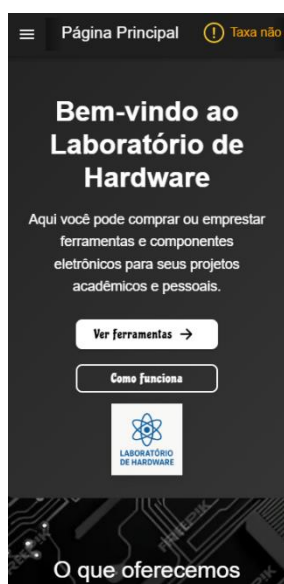 Página Principal
Taxa não
Bem-vindo ao
Laboratório de
Hardware
Aqui você pode comprar ou emprestar
ferramentas e componentes
eletrônicos para seus projetos
acadêmicos e pessoais.
Ver ferramentas →
Como funciona
LABORATÓRIO
DE HARDWARE
O que oferecemos